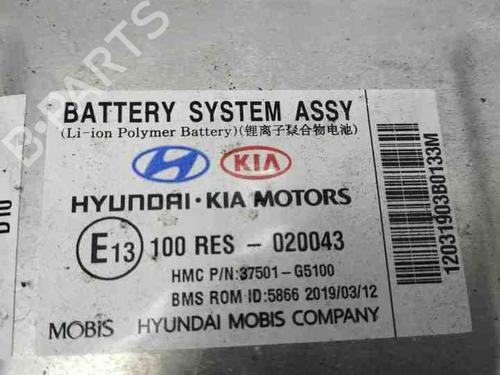 BATTERY SYSTEM ASSY
(Li-ion Polymer Battery)(锂离子聚合物电池)
KIA
HYUNDAI·KIA MOTORS
E13 100 RES - 020043
HMC P/N:37501-G5100
BMS ROM ID:5866 2019/03/12
MOBIS HYUNDAI MOBIS COMPANY
12031903B0133M
B-PARTS